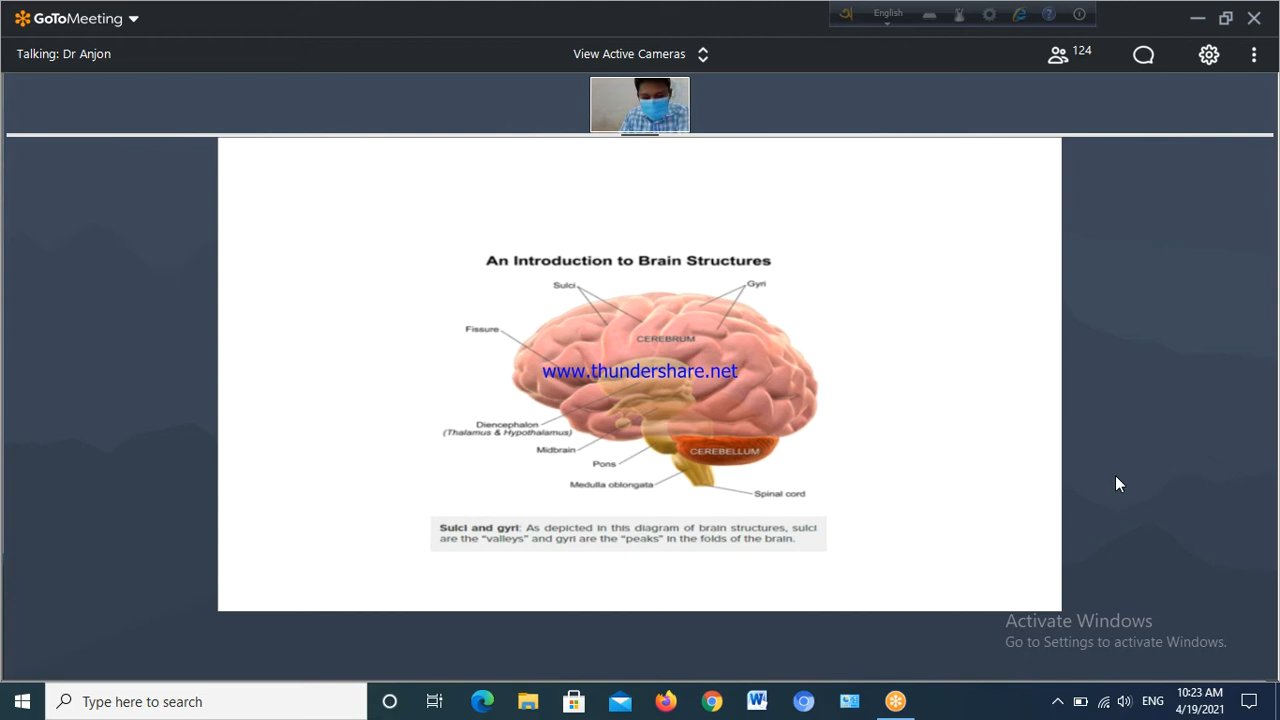 GoToMeeting
English
Talking: Dr Anjon
View Active Cameras
124
An Introduction to Brain Structures
Sulci
Gyri
Fissure
CEREBRUM
www.thundershare.net
Diencephalon
(Thalamus & Hypothalamus)
Midbrain
CEREBELLUM
Pons
Medulla oblongata
Spinal cord
Sulci and gyri: As depicted in this diagram of brain structures, sulci
are the "valleys" and gyri are the "peaks" in the folds of the brain.
Activate Windows
Go to Settings to activate Windows.
Type here to search
ENG
10:23 AM
4/19/2021